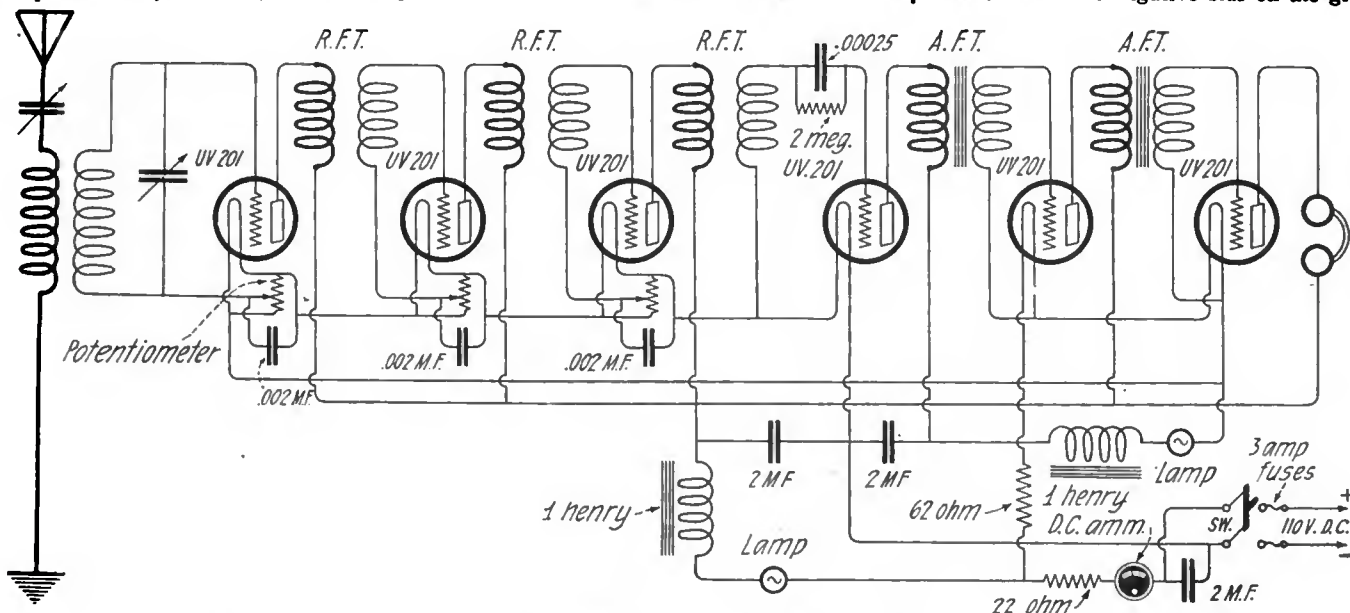 R.F.T.
R.F.T.
R.F.T.
.00025
A.F.T.
A.F.T.
UV 201
UV 201
UV 201
2 meg.
UV. 201
UV 201
UV 201
Potentiometer
.002 M.F.
.002 M.F.
.002 M.F.
2 M.F.
2 M.F.
Lamp
3 amp
fuses
1 henry
62 ohm
1 henry
D.C. amm.
SW.
110 V. D.C.
+
−
Lamp
22 ohm
2 M.F.